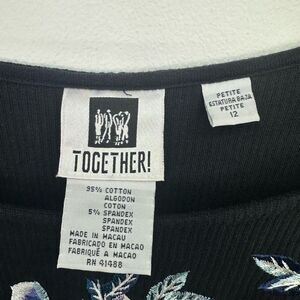 TOGETHER!
95% COTTON
ALGODON
COTON
5% SPANDEX
SPANDEX
SPANDEX
MADE IN MACAU
FABRICADO EN MACAO
FABRIQUÉ A MACAO
RN 41488
PETITE
ESTATURA BAJA
PETITE
12